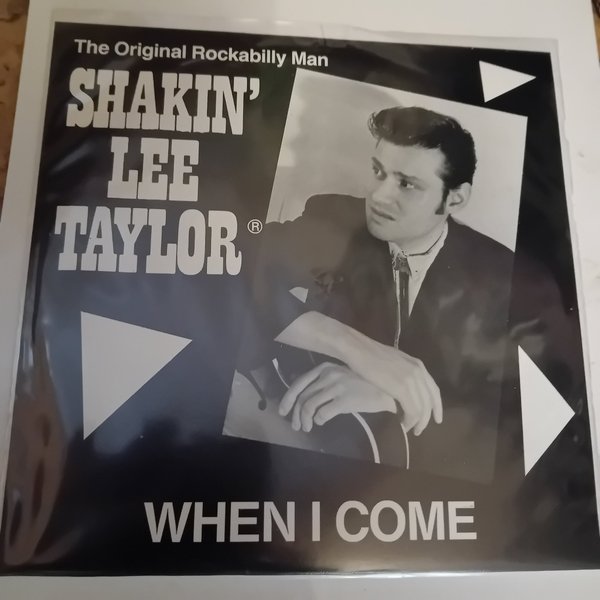 The Original Rockabilly Man
SHAKIN'
LEE
TAYLOR®
WHEN I COME